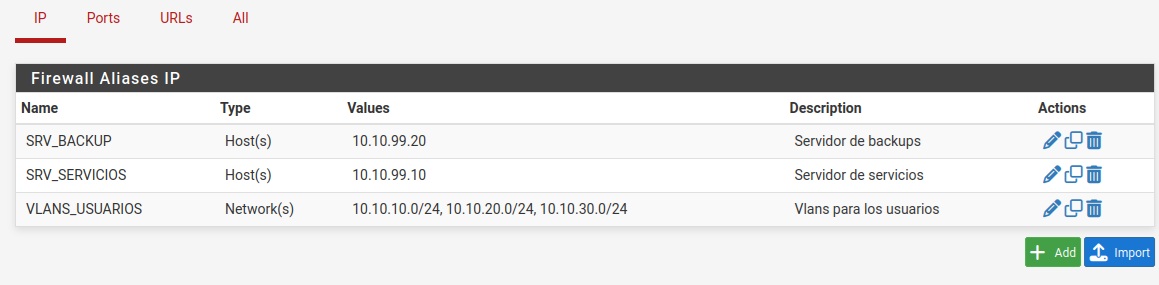 IP Ports URLs All
Firewall Aliases IP
Name Type Values Description Actions
SRV_BACKUP Host(s) 10.10.99.20 Servidor de backups
SRV_SERVICIOS Host(s) 10.10.99.10 Servidor de servicios
VLANS_USUARIOS Network(s) 10.10.10.0/24, 10.10.20.0/24, 10.10.30.0/24 Vlans para los usuarios
Add Import